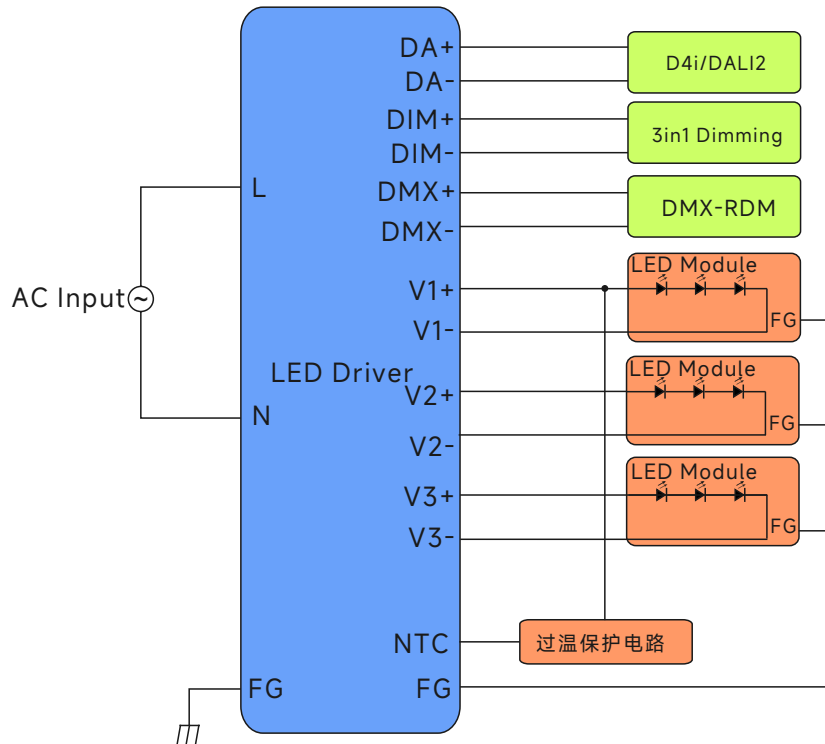 DA+
D4i/DALI2
DA-
DIM+
3in1 Dimming
DIM-
L
DMX+
DMX-RDM
DMX-
LED Module
AC Input
V1+
FG
V1-
LED Driver
LED Module
V2+
N
FG
V2-
LED Module
V3+
FG
V3-
NTC
过温保护电路
FG
FG